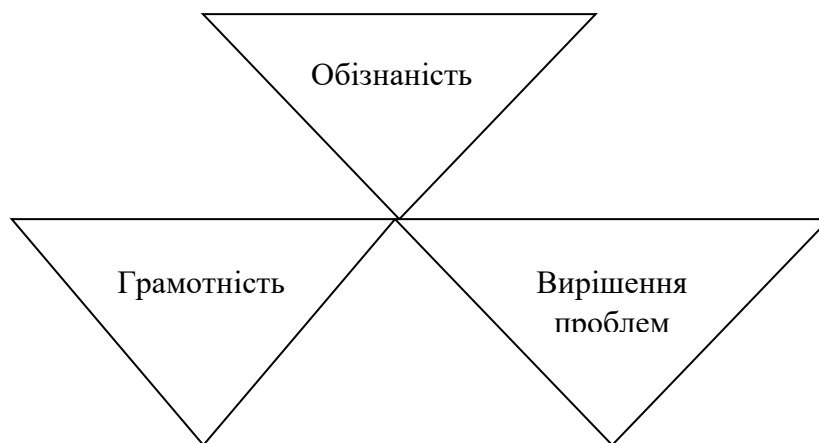 Обізнаність
Грамотність
Вирішення
проблем